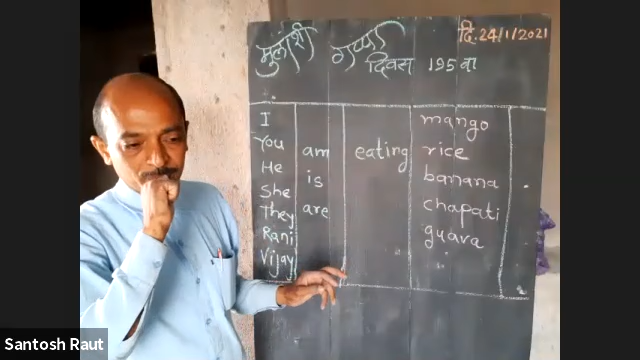 दि. 24/1/2021
मुलांशी गप्पा
दिवस 195 वा
I
You
He
She
They
Rani
Vijay
am
is
are
eating
mango
rice
banana
chapati
guava
.
Santosh Raut